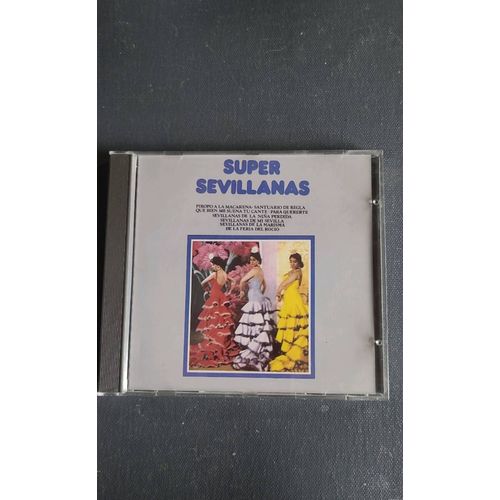 SUPER
SEVILLANAS
PIROPO A LA MACARENA · SANTUARIO DE REGLA
QUE BIEN ME SUENA TU CANTE · PARA QUERERTE
SEVILLANAS DE LA NIÑA PERDIDA
SEVILLANAS DE MI SEVILLA
SEVILLANAS DE LA MARISMA
DE LA FERIA DEL ROCIO